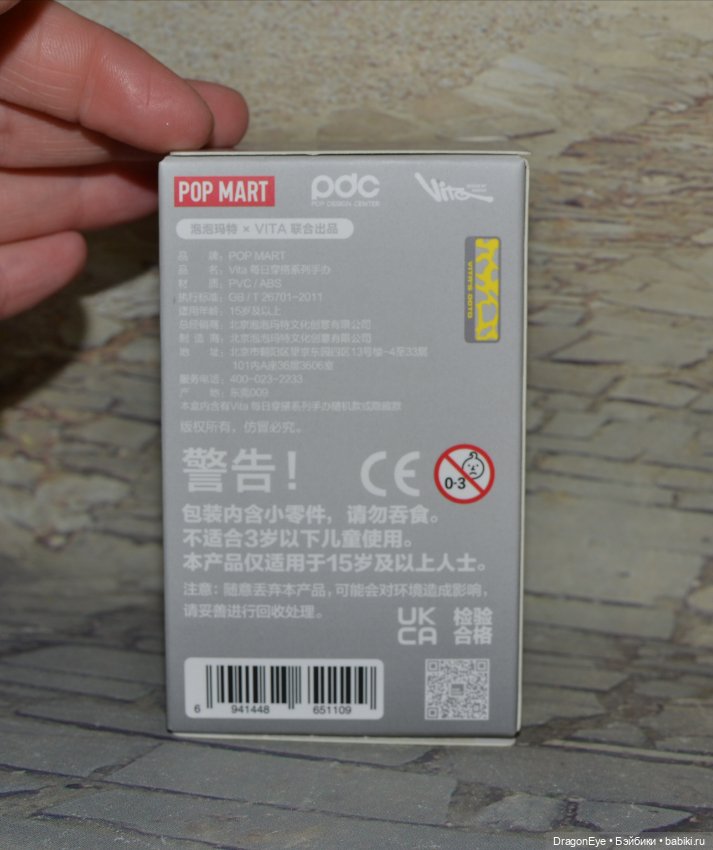 POP MART
pdc
POP DESIGN CENTER
Vita
泡泡玛特 × VITA 联合出品
品　　牌：POP MART
品　　名：Vita 每日穿搭系列手办
材　　质：PVC / ABS
执行标准：GB / T 26701-2011
适用年龄：15岁及以上
总经销商：北京泡泡玛特文化创意有限公司
制 造 商：北京泡泡玛特文化创意有限公司
地　　址：北京市朝阳区望京东园四区13号楼-4至33层
101内A座36层3606室
服务电话：400-023-2233
产　　地：东莞009
本盒内含有Vita 每日穿搭系列手办随机款或隐藏款
版权所有，仿冒必究。
VITA'S OOTD
警告！
CE
0-3
包装内含小零件，请勿吞食。
不适合3岁以下儿童使用。
本产品仅适用于15岁及以上人士。
注意：随意丢弃本产品，可能会对环境造成影响，
请妥善进行回收处理。
UK
CA
检验
合格
6 941448 651109
DragonEye • Бэйбики • babiki.ru